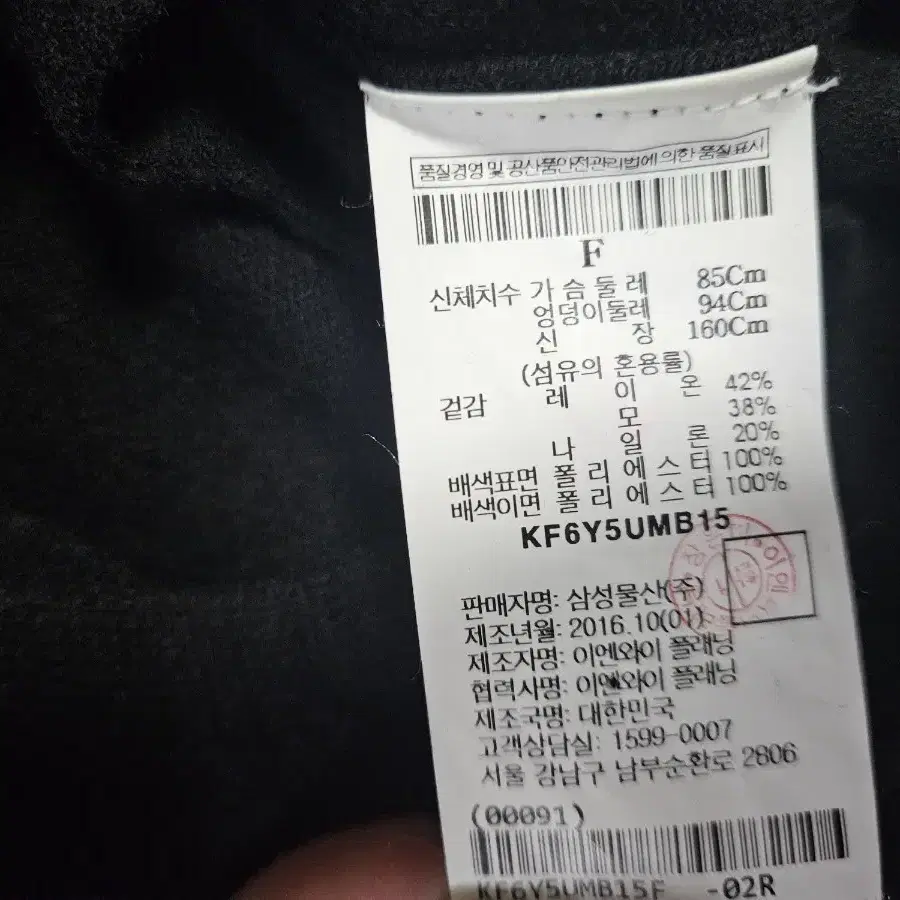 품질경영 및 공산품안전관리법에 의한 품질표시
F
신체치수 가 슴 둘 레 85Cm
엉덩이둘레 94Cm
신 장 160Cm
(섬유의 혼용률)
겉감 레 이 온 42%
모 38%
나 일 론 20%
배색표면 폴 리 에 스 터 100%
배색이면 폴 리 에 스 터 100%
KF6Y5UMB15
판매자명: 삼성물산(주)
제조년월: 2016.10(01)
제조자명: 이엔와이 플래닝
협력사명: 이엔와이 플래닝
제조국명: 대한민국
고객상담실: 1599-0007
서울 강남구 남부순환로 2806
(00091)
KF6Y5UMB15F -02R